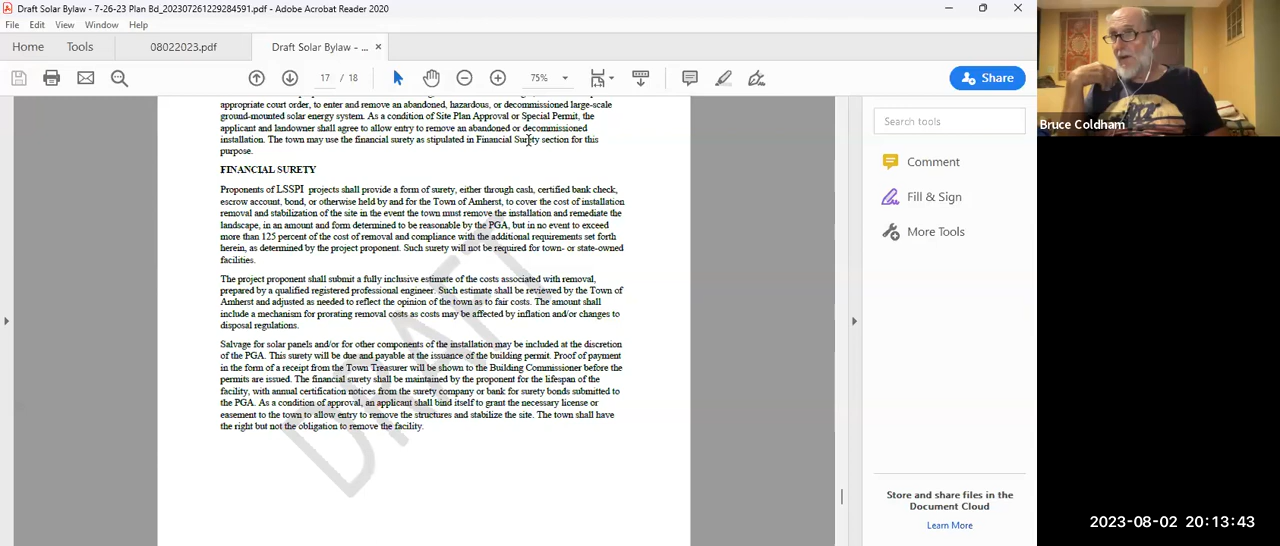 Draft Solar Bylaw - 7-26-23 Plan Bd_202307261229284591.pdf - Adobe Acrobat Reader 2020
File Edit View Window Help
Home Tools 08022023.pdf Draft Solar Bylaw - ... ×
17 / 18 75% Share
appropriate court order, to enter and remove an abandoned, hazardous, or decommissioned large-scale
ground-mounted solar energy system. As a condition of Site Plan Approval or Special Permit, the
applicant and landowner shall agree to allow entry to remove an abandoned or decommissioned
installation. The town may use the financial surety as stipulated in Financial Surety section for this
purpose.
FINANCIAL SURETY
Proponents of LSSPI projects shall provide a form of surety, either through cash, certified bank check,
escrow account, bond, or otherwise held by and for the Town of Amherst, to cover the cost of installation
removal and stabilization of the site in the event the town must remove the installation and remediate the
landscape, in an amount and form determined to be reasonable by the PGA, but in no event to exceed
more than 125 percent of the cost of removal and compliance with the additional requirements set forth
herein, as determined by the project proponent. Such surety will not be required for town- or state-owned
facilities.
The project proponent shall submit a fully inclusive estimate of the costs associated with removal,
prepared by a qualified registered professional engineer. Such estimate shall be reviewed by the Town of
Amherst and adjusted as needed to reflect the opinion of the town as to fair costs. The amount shall
include a mechanism for prorating removal costs as costs may be affected by inflation and/or changes to
disposal regulations.
Salvage for solar panels and/or for other components of the installation may be included at the discretion
of the PGA. This surety will be due and payable at the issuance of the building permit. Proof of payment
in the form of a receipt from the Town Treasurer will be shown to the Building Commissioner before the
permits are issued. The financial surety shall be maintained by the proponent for the lifespan of the
facility, with annual certification notices from the surety company or bank for surety bonds submitted to
the PGA. As a condition of approval, an applicant shall bind itself to grant the necessary license or
easement to the town to allow entry to remove the structures and stabilize the site. The town shall have
the right but not the obligation to remove the facility.
DRAFT
Search tools
Comment
Fill & Sign
More Tools
Store and share files in the
Document Cloud
Learn More
Bruce Coldham
2023-08-02 20:13:43